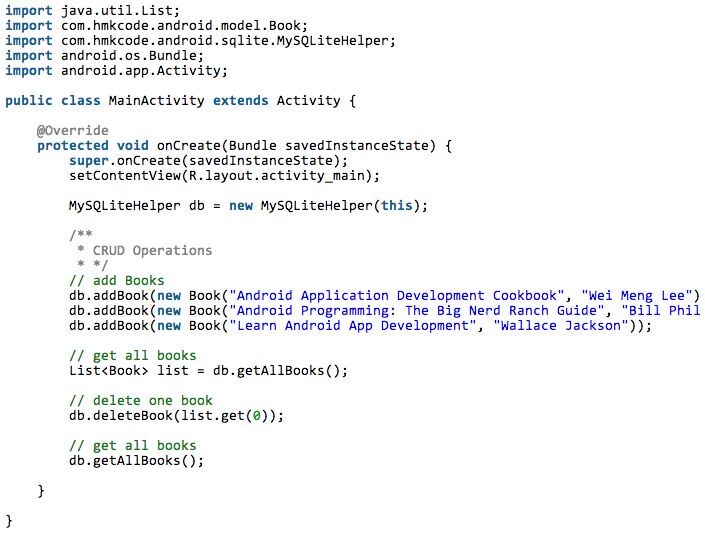 import java.util.List;
import com.hmkcode.android.model.Book;
import com.hmkcode.android.sqlite.MySQLiteHelper;
import android.os.Bundle;
import android.app.Activity;

public class MainActivity extends Activity {

    @Override
    protected void onCreate(Bundle savedInstanceState) {
        super.onCreate(savedInstanceState);
        setContentView(R.layout.activity_main);

        MySQLiteHelper db = new MySQLiteHelper(this);

        /**
         * CRUD Operations
         * */
        // add Books
        db.addBook(new Book("Android Application Development Cookbook", "Wei Meng Lee")
        db.addBook(new Book("Android Programming: The Big Nerd Ranch Guide", "Bill Phil
        db.addBook(new Book("Learn Android App Development", "Wallace Jackson"));

        // get all books
        List<Book> list = db.getAllBooks();

        // delete one book
        db.deleteBook(list.get(0));

        // get all books
        db.getAllBooks();

    }

}